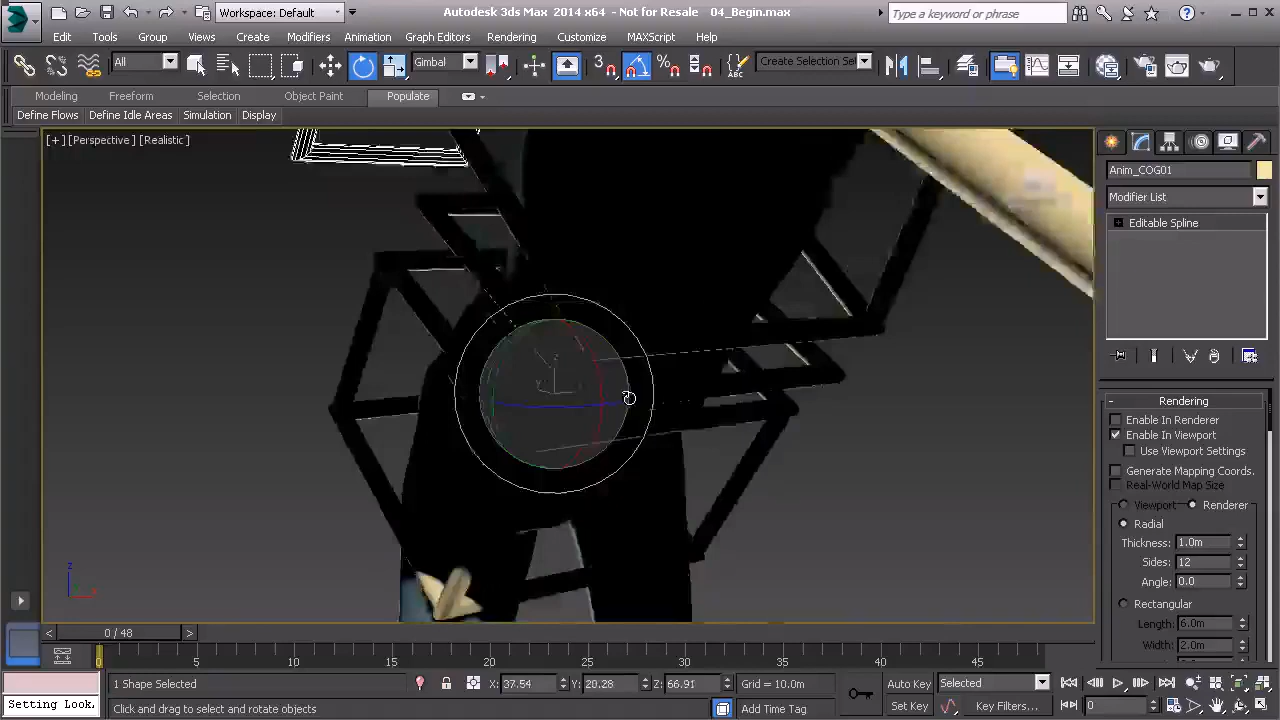 Workspace: Default
Autodesk 3ds Max 2014 x64 - Not for Resale 04_Begin.max
Type a keyword or phrase
Edit Tools Group Views Create Modifiers Animation Graph Editors Rendering Customize MAXScript Help
All Gimbal 3 Create Selection Se
Modeling Freeform Selection Object Paint Populate
Define Flows Define Idle Areas Simulation Display
[+] [Perspective] [Realistic]
Anim_COG01
Modifier List
Editable Spline
Rendering
Enable In Renderer
Enable In Viewport
Use Viewport Settings
Generate Mapping Coords.
Real-World Map Size
Viewport Renderer
Radial
Thickness: 1.0m
Sides: 12
Angle: 0.0
Rectangular
Length: 6.0m
Width: 2.0m
z x
< 0 / 48 >
0 5 10 15 20 25 30 35 40 45
1 Shape Selected X: 37.54 Y: 20.28 Z: 66.91 Grid = 10.0m Auto Key Selected
Setting Look. Click and drag to select and rotate objects Add Time Tag Set Key Key Filters... 0